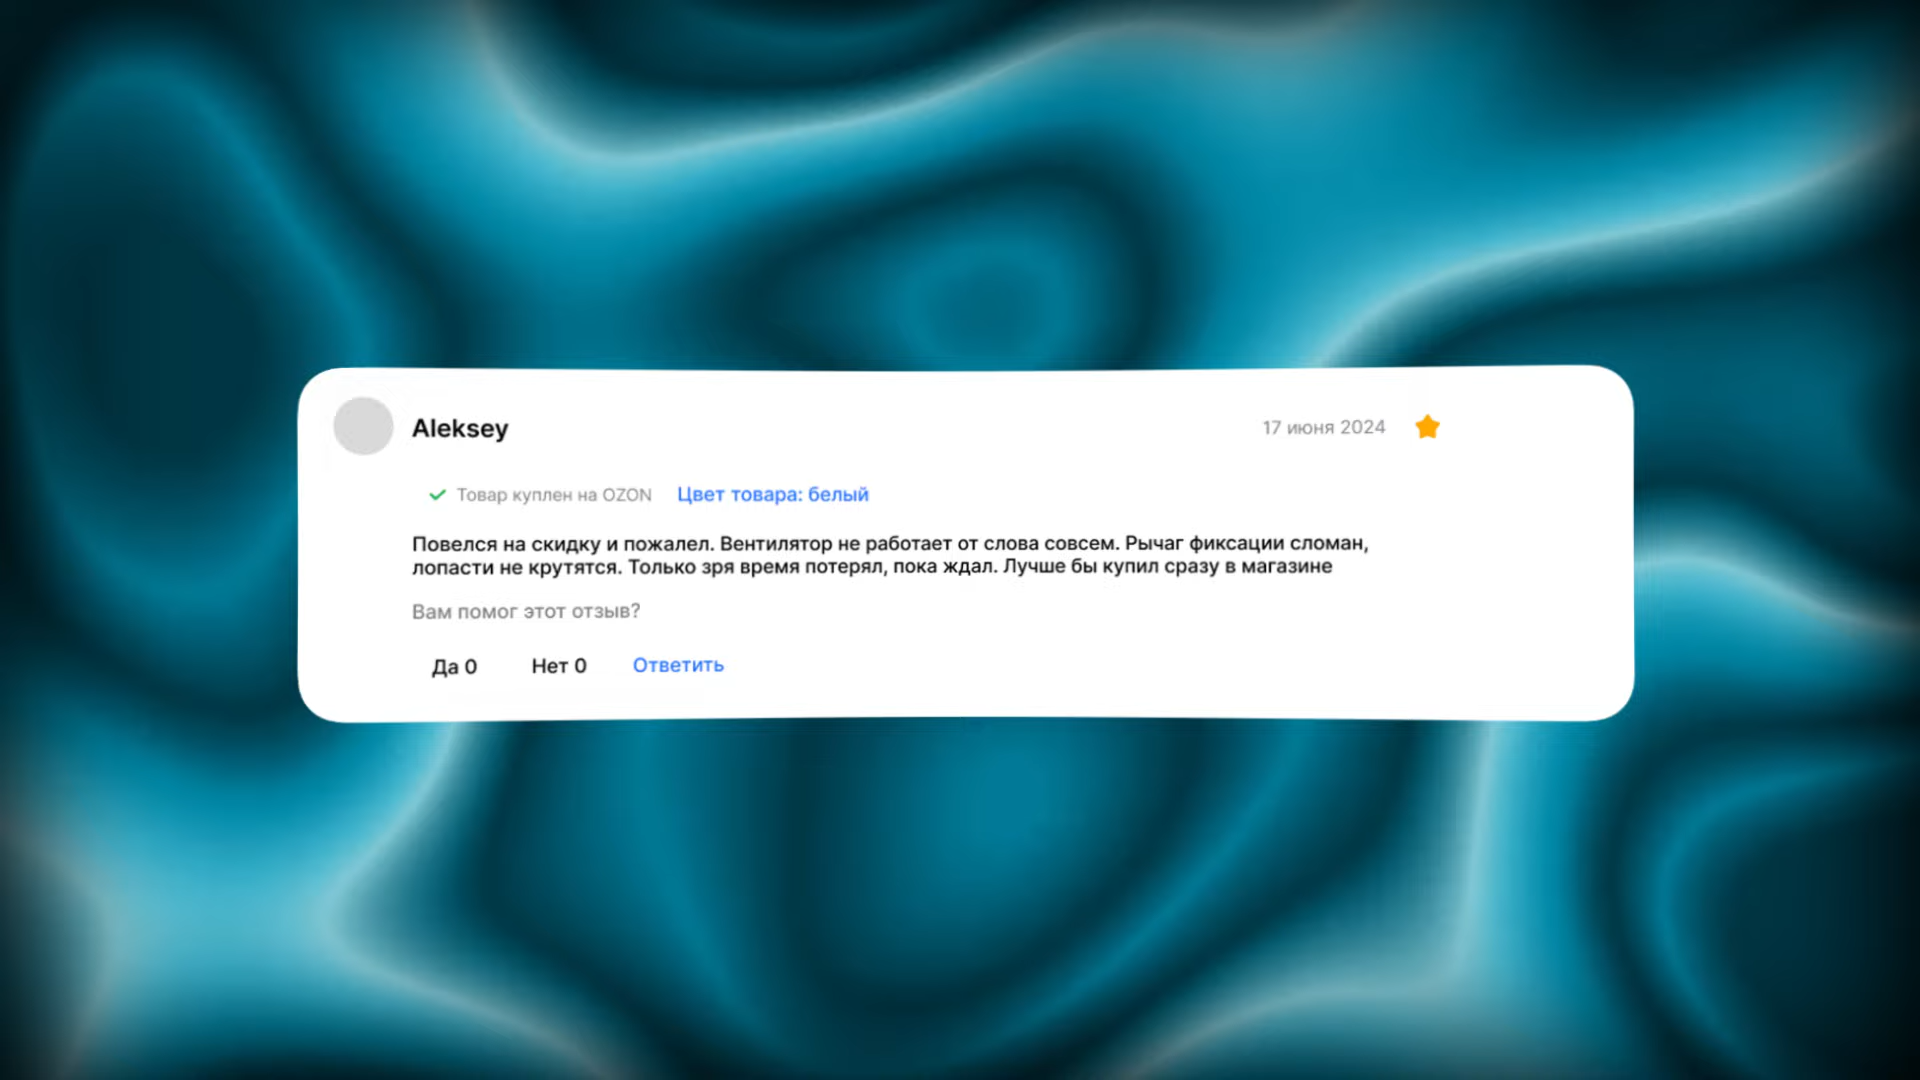 Aleksey
17 июня 2024
Товар куплен на OZON Цвет товара: белый
Повелся на скидку и пожалел. Вентилятор не работает от слова совсем. Рычаг фиксации сломан,
лопасти не крутятся. Только зря время потерял, пока ждал. Лучше бы купил сразу в магазине
Вам помог этот отзыв?
Да 0 Нет 0 Ответить